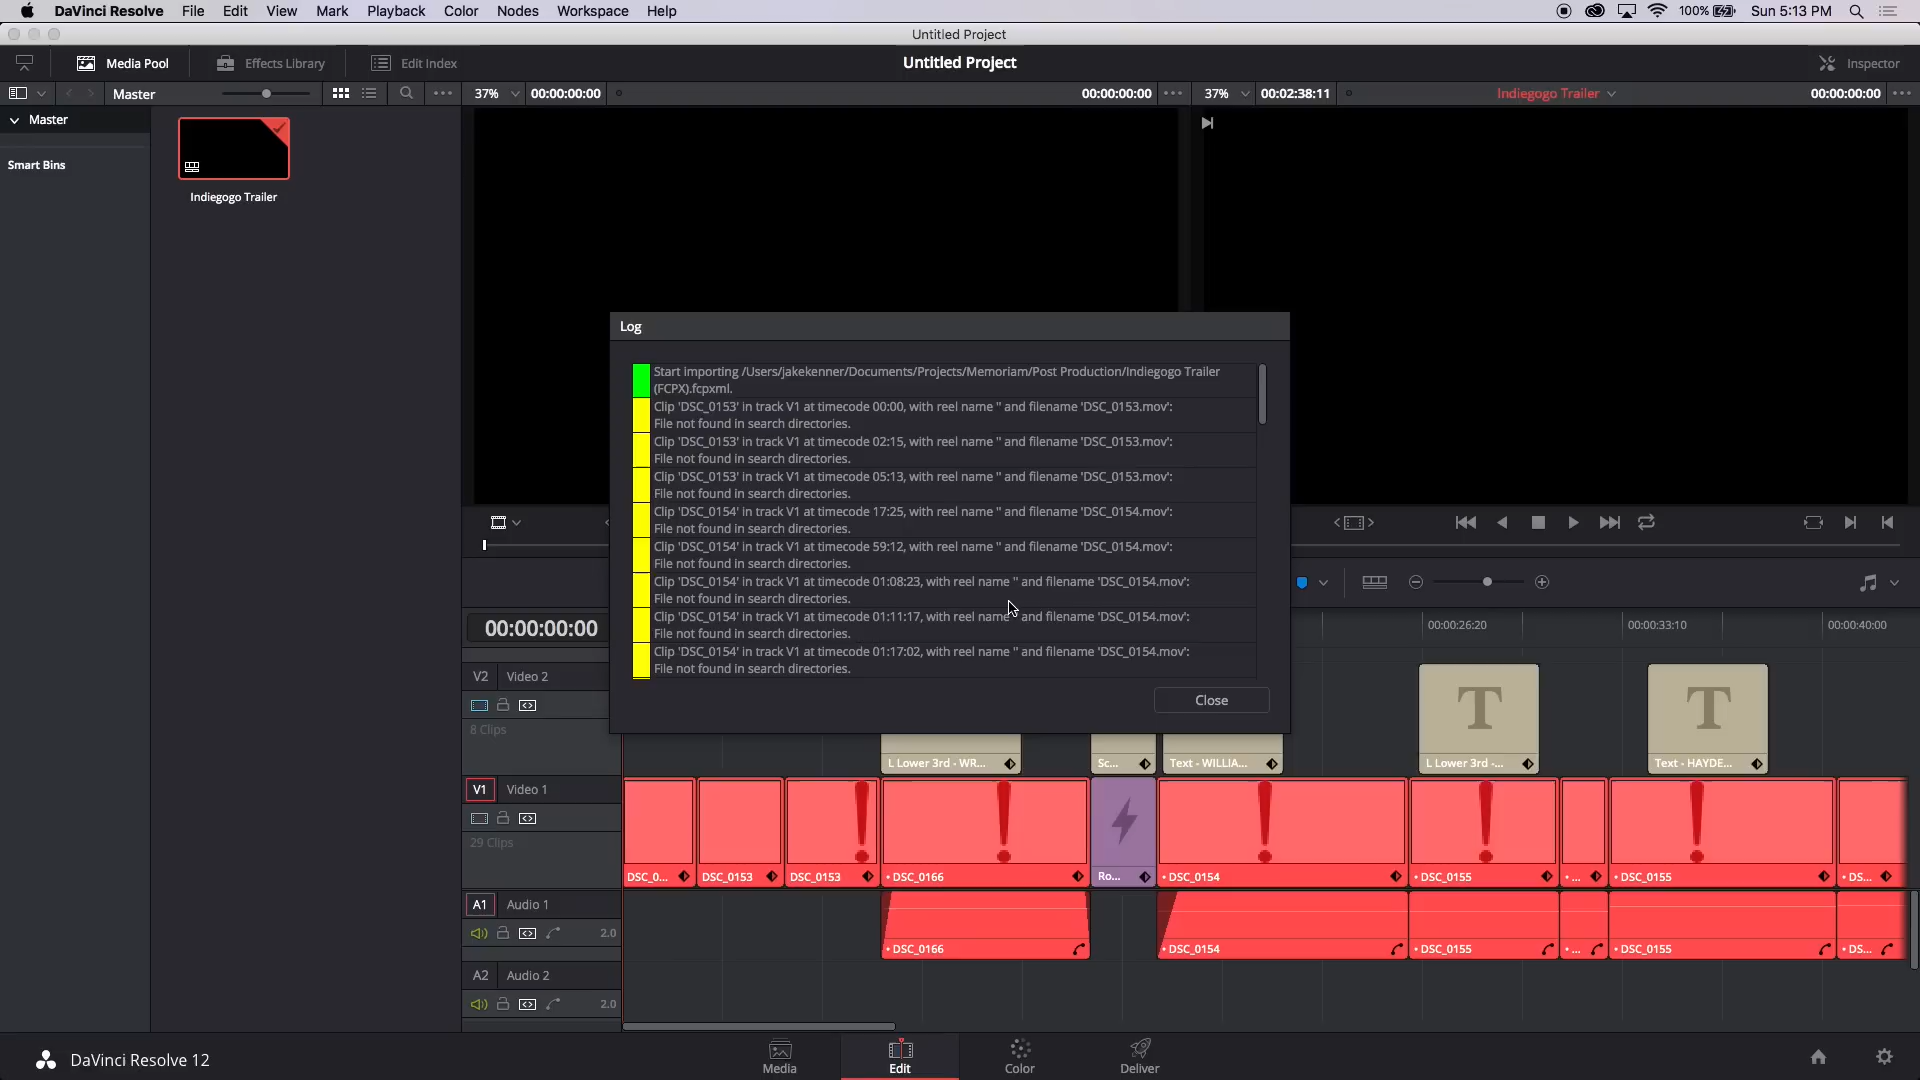 DaVinci Resolve File Edit View Mark Playback Color Nodes Workspace Help 100% Sun 5:13 PM
Untitled Project
Media Pool Effects Library Edit Index Untitled Project Inspector
Master 37% 00:00:00:00 00:00:00:00 37% 00:02:38:11 Indiegogo Trailer 00:00:00:00
Master
Smart Bins
Indiegogo Trailer
Log
Start importing /Users/jakekenner/Documents/Projects/Memoriam/Post Production/Indiegogo Trailer
(FCPX).fcpxml.
Clip 'DSC_0153' in track V1 at timecode 00:00, with reel name '' and filename 'DSC_0153.mov':
File not found in search directories.
Clip 'DSC_0153' in track V1 at timecode 02:15, with reel name '' and filename 'DSC_0153.mov':
File not found in search directories.
Clip 'DSC_0153' in track V1 at timecode 05:13, with reel name '' and filename 'DSC_0153.mov':
File not found in search directories.
Clip 'DSC_0154' in track V1 at timecode 17:25, with reel name '' and filename 'DSC_0154.mov':
File not found in search directories.
Clip 'DSC_0154' in track V1 at timecode 59:12, with reel name '' and filename 'DSC_0154.mov':
File not found in search directories.
Clip 'DSC_0154' in track V1 at timecode 01:08:23, with reel name '' and filename 'DSC_0154.mov':
File not found in search directories.
Clip 'DSC_0154' in track V1 at timecode 01:11:17, with reel name '' and filename 'DSC_0154.mov':
File not found in search directories.
Clip 'DSC_0154' in track V1 at timecode 01:17:02, with reel name '' and filename 'DSC_0154.mov':
File not found in search directories.
Close
00:00:00:00 00:00:26:20 00:00:33:10 00:00:40:00
V2 Video 2
8 Clips
L Lower 3rd - WR... Sc... Text - WILLIA... L Lower 3rd -... Text - HAYDE...
V1 Video 1
29 Clips
DSC_0... DSC_0153 DSC_0153 • DSC_0166 Ro... • DSC_0154 • DSC_0155 • ... • DSC_0155 • DS...
A1 Audio 1
2.0
• DSC_0166 • DSC_0154 • DSC_0155 • ... • DSC_0155 • DS...
A2 Audio 2
2.0
DaVinci Resolve 12 Media Edit Color Deliver